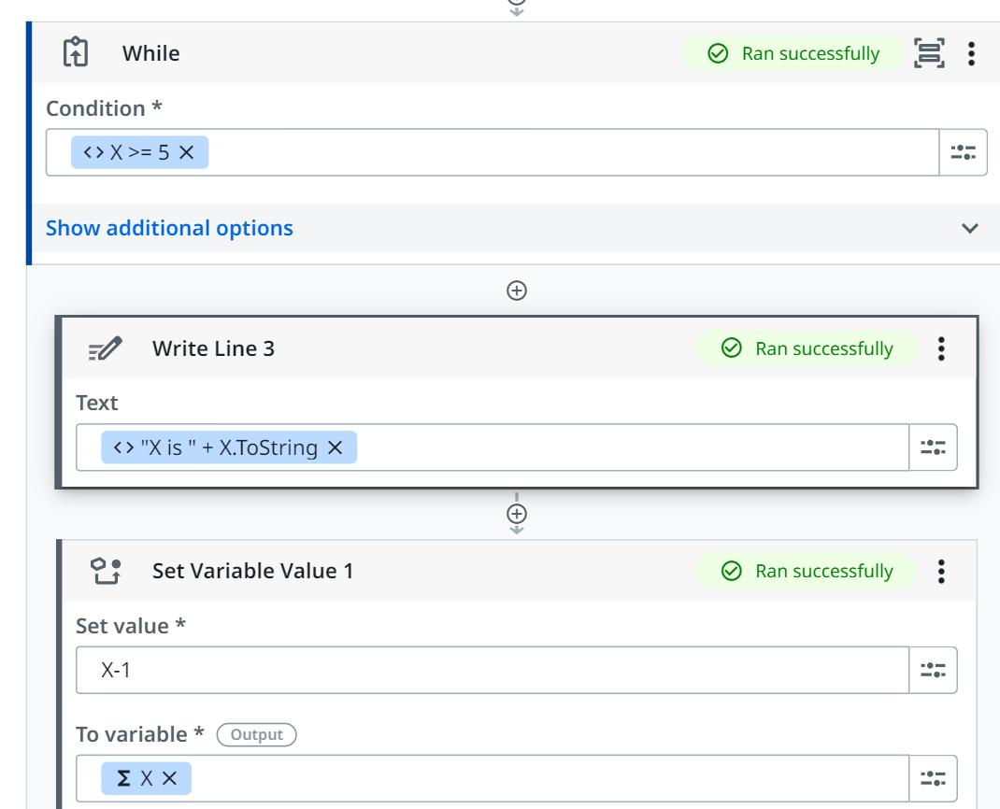 While
Ran successfully
Condition *
<> X >= 5 ×
Show additional options
Write Line 3
Ran successfully
Text
<> "X is " + X.ToString ×
Set Variable Value 1
Ran successfully
Set value *
X-1
To variable * Output
Σ X ×